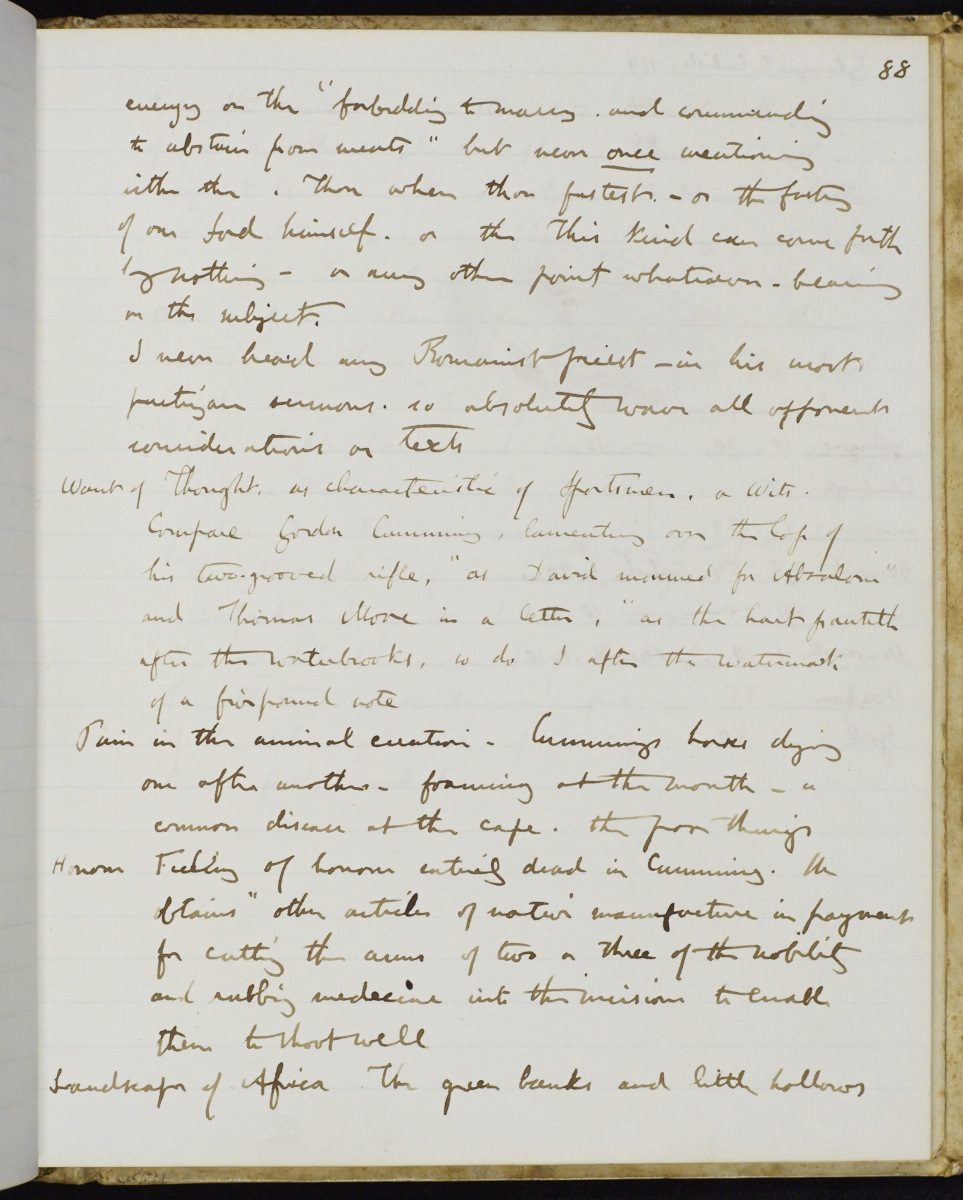 88
energy on the "forbidding to marry. and commanding
to abstain from meats" but never once mentioning
either the . Thou when thou fastest. - or the fasting
of our Lord himself. or the This kind can come forth
by nothing - or any other point whatever - bearing
on the subject.
I never heard any Romanist priest - in his most
partizan sermons. so absolutely waive all opponents
considerations or texts
Want of Thought. as characteristic of Sportsmen. or Wits.
Compare Gordon Cumming, lamenting over the loss of
his two-grooved rifle, "as David mourned for Absalom"
and Thomas Moore in a letter, "as the hart panteth
after the waterbrooks, so do I after the watermark
of a five pound note
Pain in the animal creation - Cummings horses dying
one after another - foaming at the mouth - a
common disease at the cape. the poor things
Honour Feeling of honour entirely dead in Cumming. He
obtains "other articles of native manufacture in payment
for cutting the arms of two or three of the nobility
and rubbing medecine into the incisions to enable
them to shoot well
Landscape of Africa The green banks and little hollows